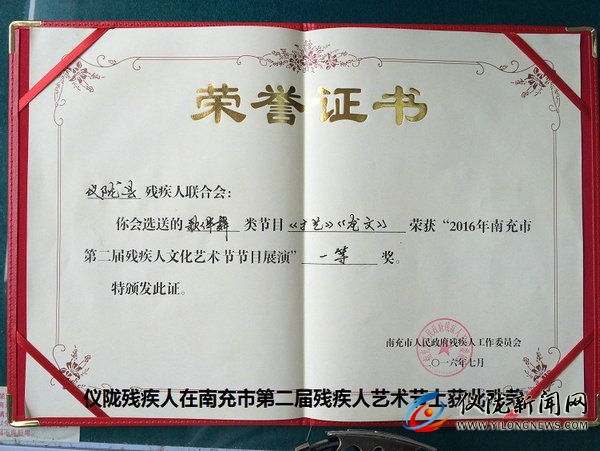 荣誉证书
仪陇县 残疾人联合会：
你会选送的 歌伴舞 类节目 《才艺》《 文》 荣获“2016年南充市
第二届残疾人文化艺术节节目展演” 一等 奖。
特颁发此证。
南充市人民政府残疾人工作委员会
二〇一六年七月
仪陇残疾人在南充市第二届残疾人艺术节上获
仪陇新闻网
WWW.YILONGNEWS.COM